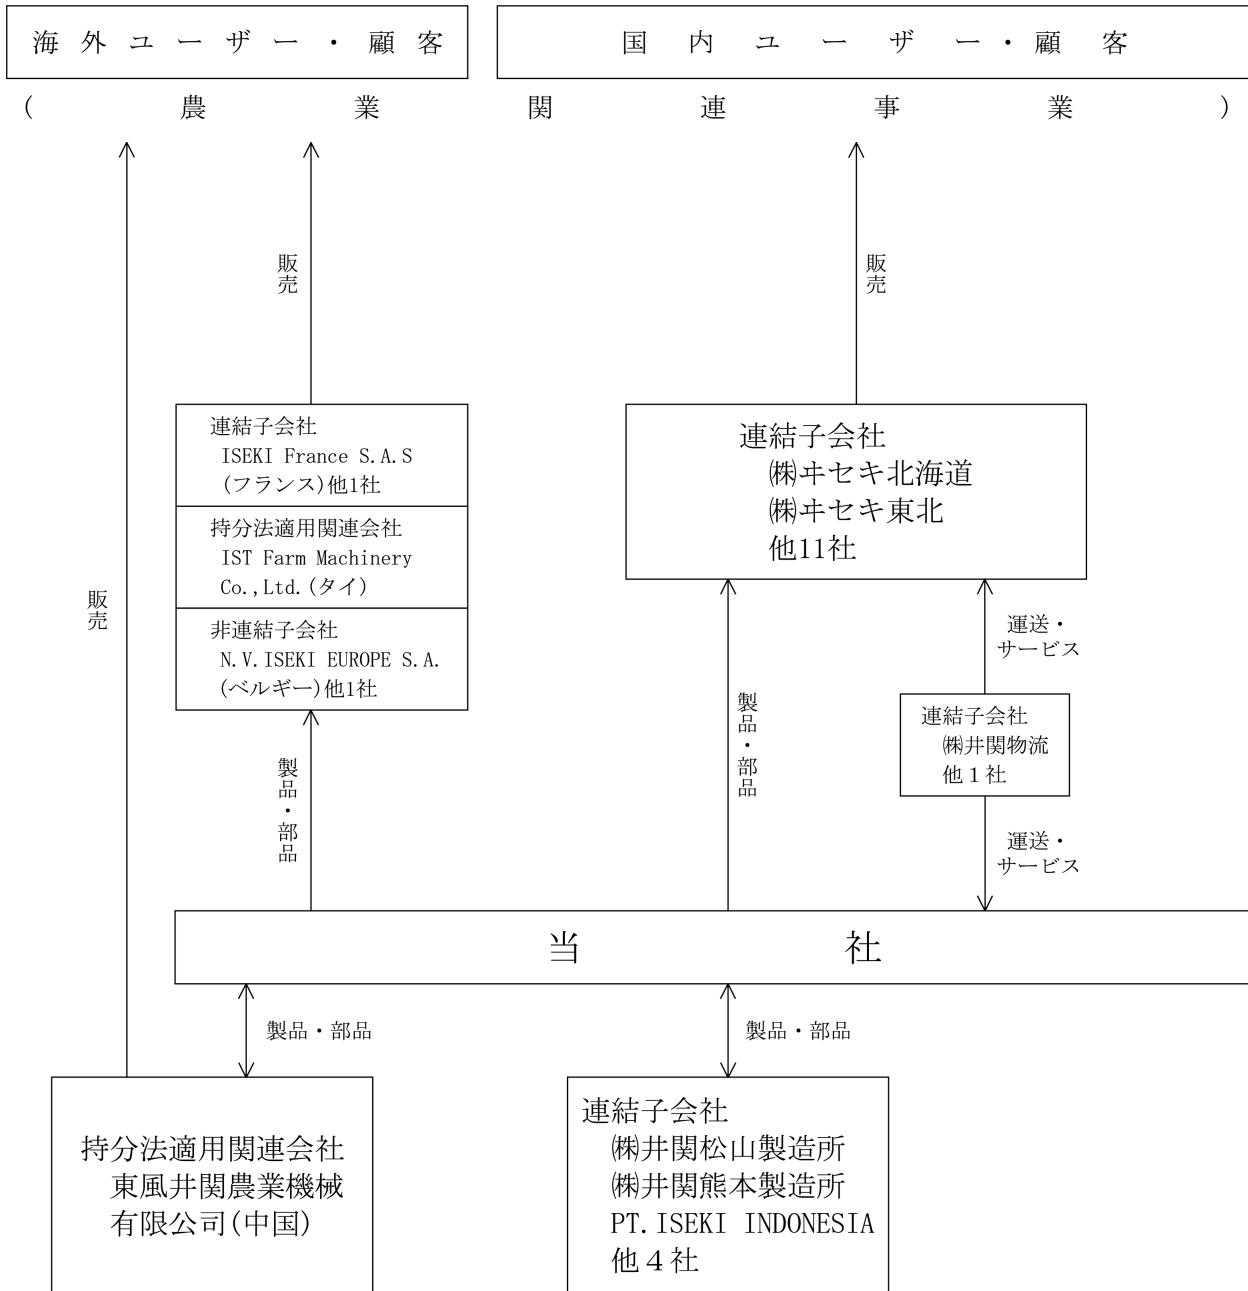 海外ユーザー・顧客
国内ユーザー・顧客
(農業関連事業)
販売
販売
販売
連結子会社
ISEKI France S.A.S
(フランス)他1社
持分法適用関連会社
IST Farm Machinery
Co.,Ltd.(タイ)
非連結子会社
N.V.ISEKI EUROPE S.A.
(ベルギー)他1社
連結子会社
㈱ヰセキ北海道
㈱ヰセキ東北
他11社
運送・
サービス
製品・部品
製品・部品
連結子会社
㈱井関物流
他１社
運送・
サービス
当社
製品・部品
製品・部品
持分法適用関連会社
東風井関農業機械
有限公司(中国)
連結子会社
㈱井関松山製造所
㈱井関熊本製造所
PT.ISEKI INDONESIA
他４社